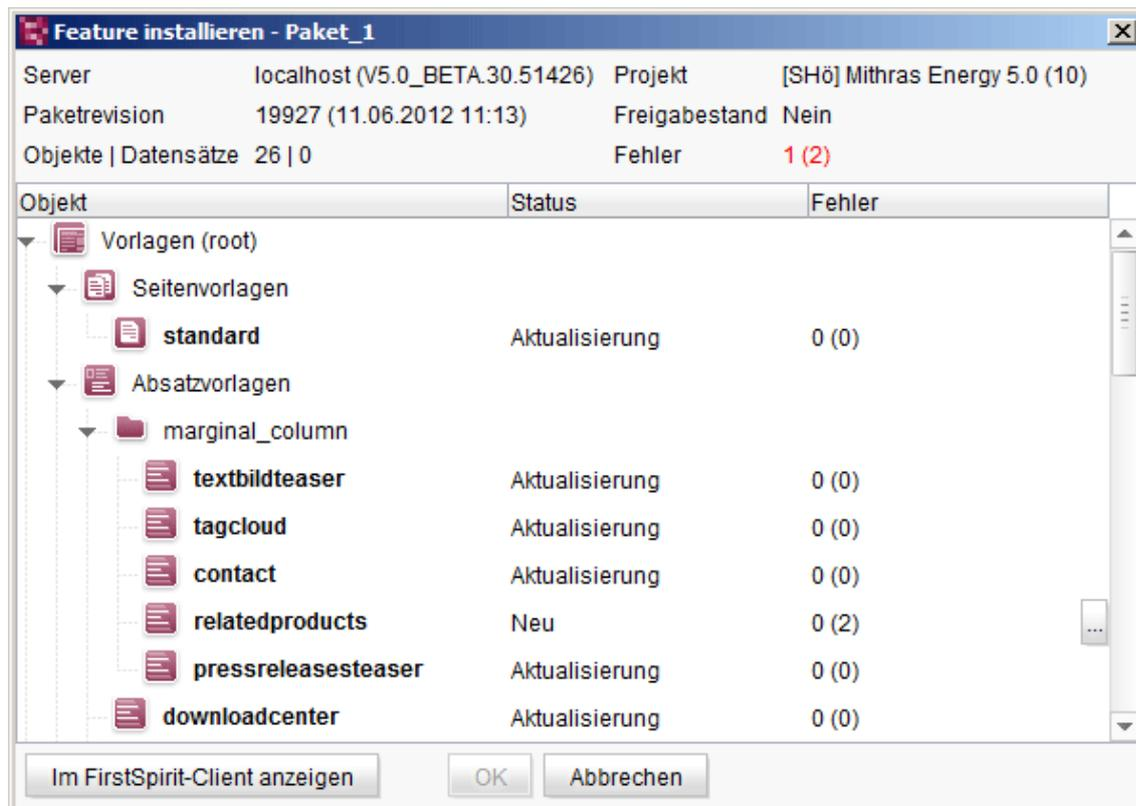 Feature installieren - Paket_1
Server localhost (V5.0_BETA.30.51426) Projekt [SHö] Mithras Energy 5.0 (10)
Paketrevision 19927 (11.06.2012 11:13) Freigabestand Nein
Objekte | Datensätze 26 | 0 Fehler 1 (2)
Objekt Status Fehler
Vorlagen (root)
Seitenvorlagen
standard Aktualisierung 0 (0)
Absatzvorlagen
marginal_column
textbildteaser Aktualisierung 0 (0)
tagcloud Aktualisierung 0 (0)
contact Aktualisierung 0 (0)
relatedproducts Neu 0 (2) ...
pressreleasesteaser Aktualisierung 0 (0)
downloadcenter Aktualisierung 0 (0)
Im FirstSpirit-Client anzeigen OK Abbrechen